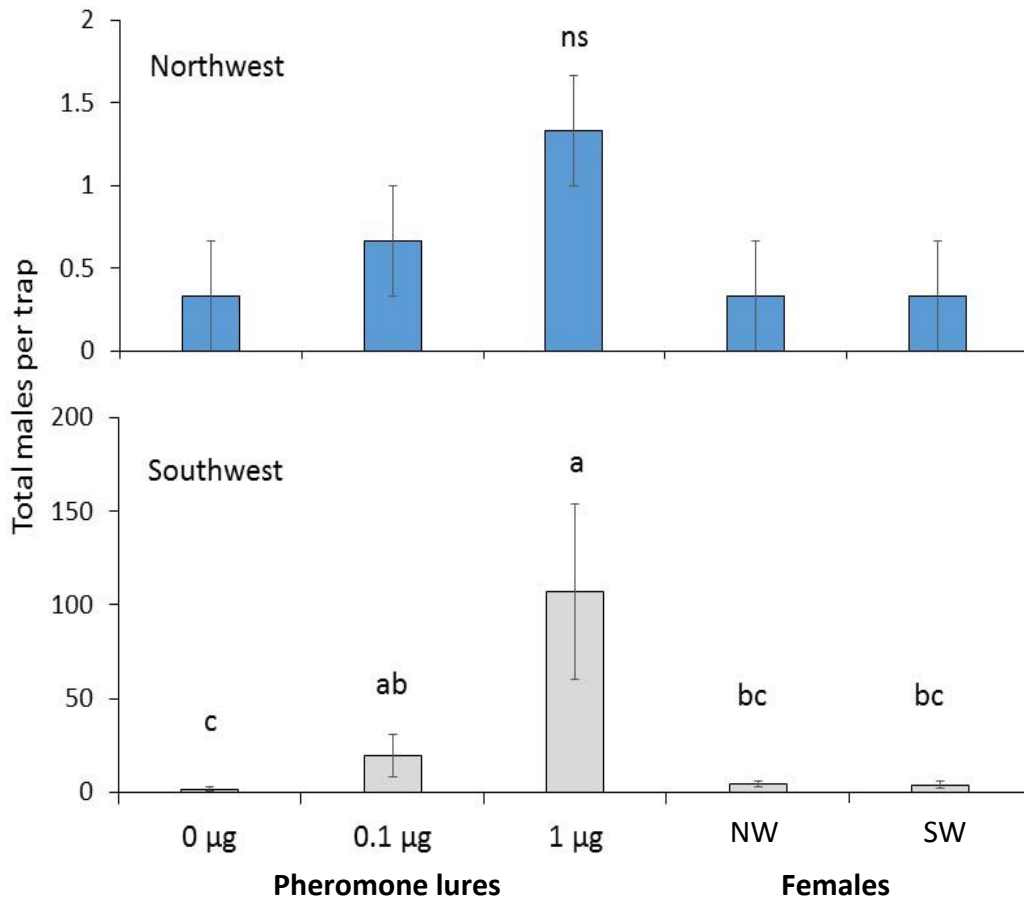 Total males per trap
2
1.5
1
0.5
0
Northwest
ns
200
150
100
50
0
Southwest
c
ab
a
bc
bc
0 µg 0.1 µg 1 µg NW SW
Pheromone lures Females